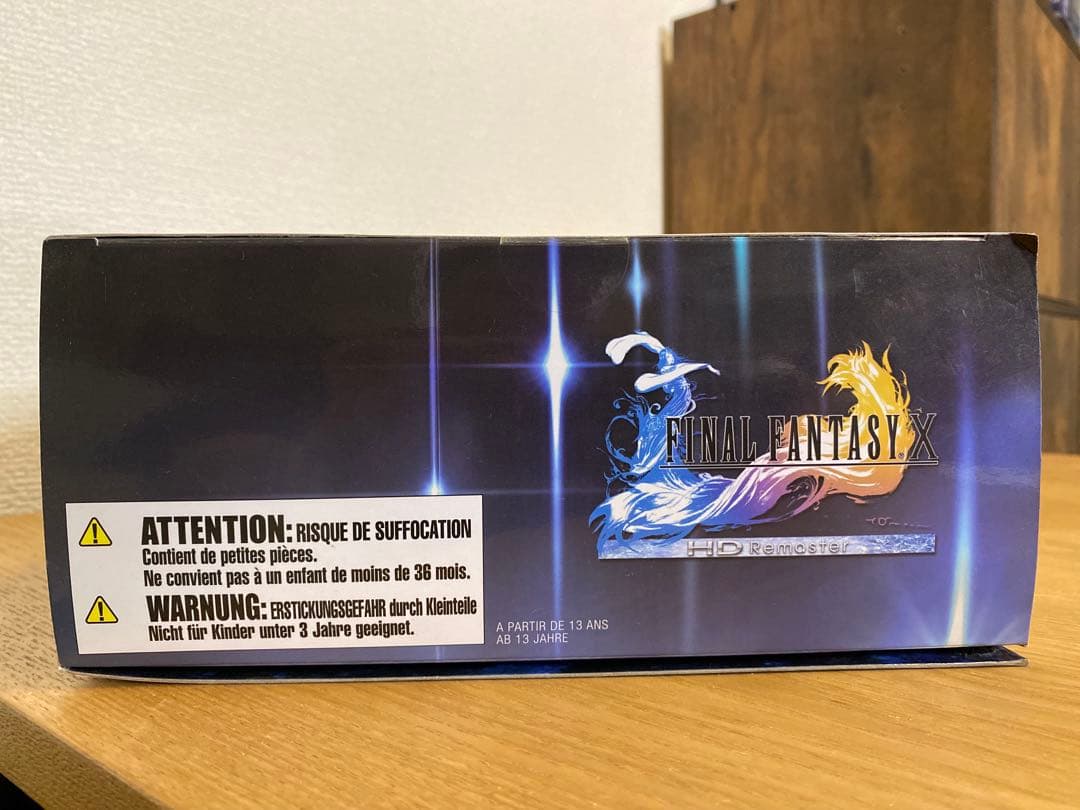 ATTENTION: RISQUE DE SUFFOCATION
Contient de petites pièces.
Ne convient pas à un enfant de moins de 36 mois.
WARNUNG: ERSTICKUNGSGEFAHR durch Kleinteile
Nicht für Kinder unter 3 Jahre geeignet.
A PARTIR DE 13 ANS
AB 13 JAHRE
FINAL FANTASY® X
HD Remaster